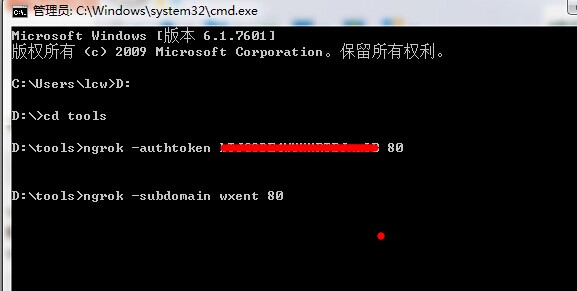 管理员: C:\Windows\system32\cmd.exe
Microsoft Windows [版本 6.1.7601]
版权所有 (c) 2009 Microsoft Corporation。保留所有权利。
C:\Users\lcw>D:
D:\>cd tools
D:\tools>ngrok -authtoken 80
D:\tools>ngrok -subdomain wxent 80